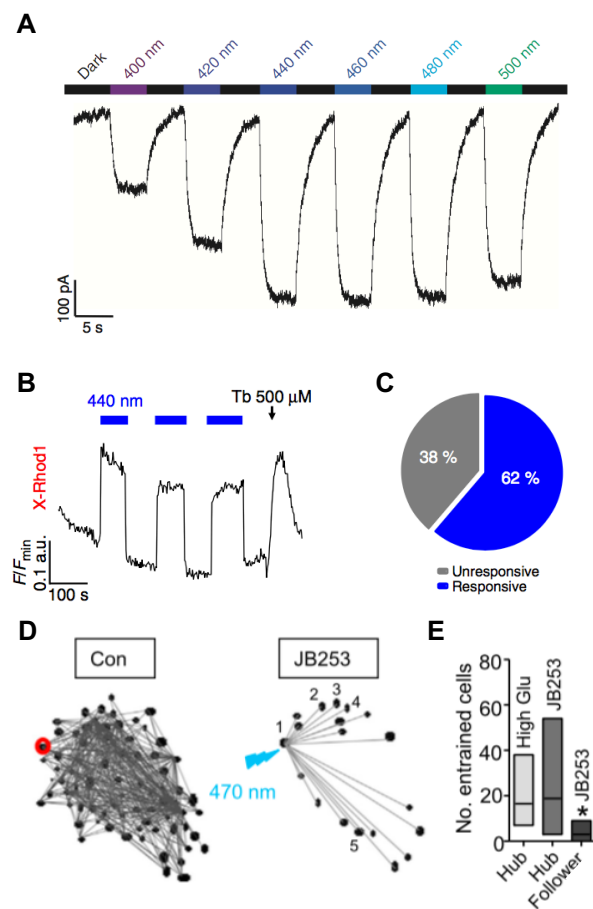 A
Dark 400 nm 420 nm 440 nm 460 nm 480 nm 500 nm
100 pA
5 s
B
440 nm
Tb 500 µM
X-Rhod1
F/Fmin
0.1 a.u.
100 s
C
38 %
62 %
Unresponsive
Responsive
D
Con
JB253
1
2
3
4
5
470 nm
E
No. entrained cells
80
60
40
20
0
High Glu
JB253
* JB253
Hub
Hub
Follower